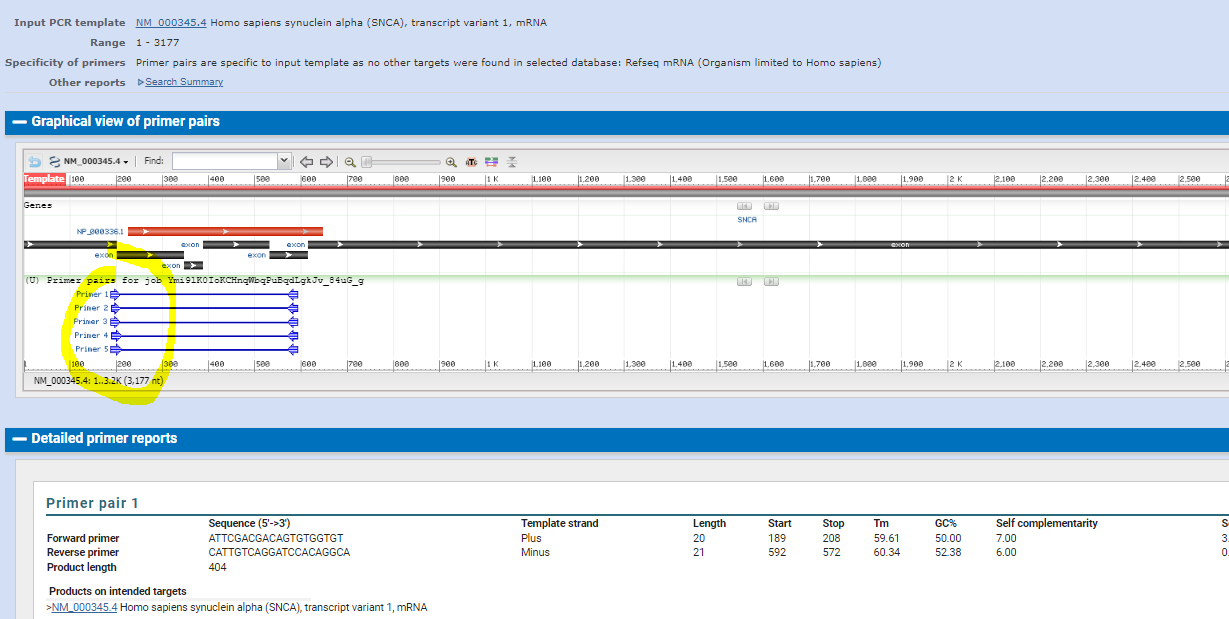 Input PCR template NM_000345.4 Homo sapiens synuclein alpha (SNCA), transcript variant 1, mRNA
Range 1 - 3177
Specificity of primers Primer pairs are specific to input template as no other targets were found in selected database: Refseq mRNA (Organism limited to Homo sapiens)
Other reports Search Summary
Graphical view of primer pairs
NM_000345.4 Find:
Template 100 200 300 400 500 600 700 800 900 1 K 1,100 1,200 1,300 1,400 1,500 1,600 1,700 1,800 1,900 2 K 2,100 2,200 2,300 2,400 2,500
Genes
SNCA
NP_000336.1
exon exon exon
exon exon
exon
(U) Primer pairs for job Ymi91K0IoKCHnqWbqPuBqdLgkJv_84uG_g
Primer 1
Primer 2
Primer 3
Primer 4
Primer 5
100 200 300 400 500 600 700 800 900 1 K 1,100 1,200 1,300 1,400 1,500 1,600 1,700 1,800 1,900 2 K 2,100 2,200 2,300 2,400 2,500
NM_000345.4: 1..3.2K (3,177 nt)
Detailed primer reports
Primer pair 1
Sequence (5'->3') Template strand Length Start Stop Tm GC% Self complementarity
Forward primer ATTCGACGACAGTGTGGTGT Plus 20 189 208 59.61 50.00 7.00 3.
Reverse primer CATTGTCAGGATCCACAGGCA Minus 21 592 572 60.34 52.38 6.00 0.
Product length 404
Products on intended targets
>NM_000345.4 Homo sapiens synuclein alpha (SNCA), transcript variant 1, mRNA